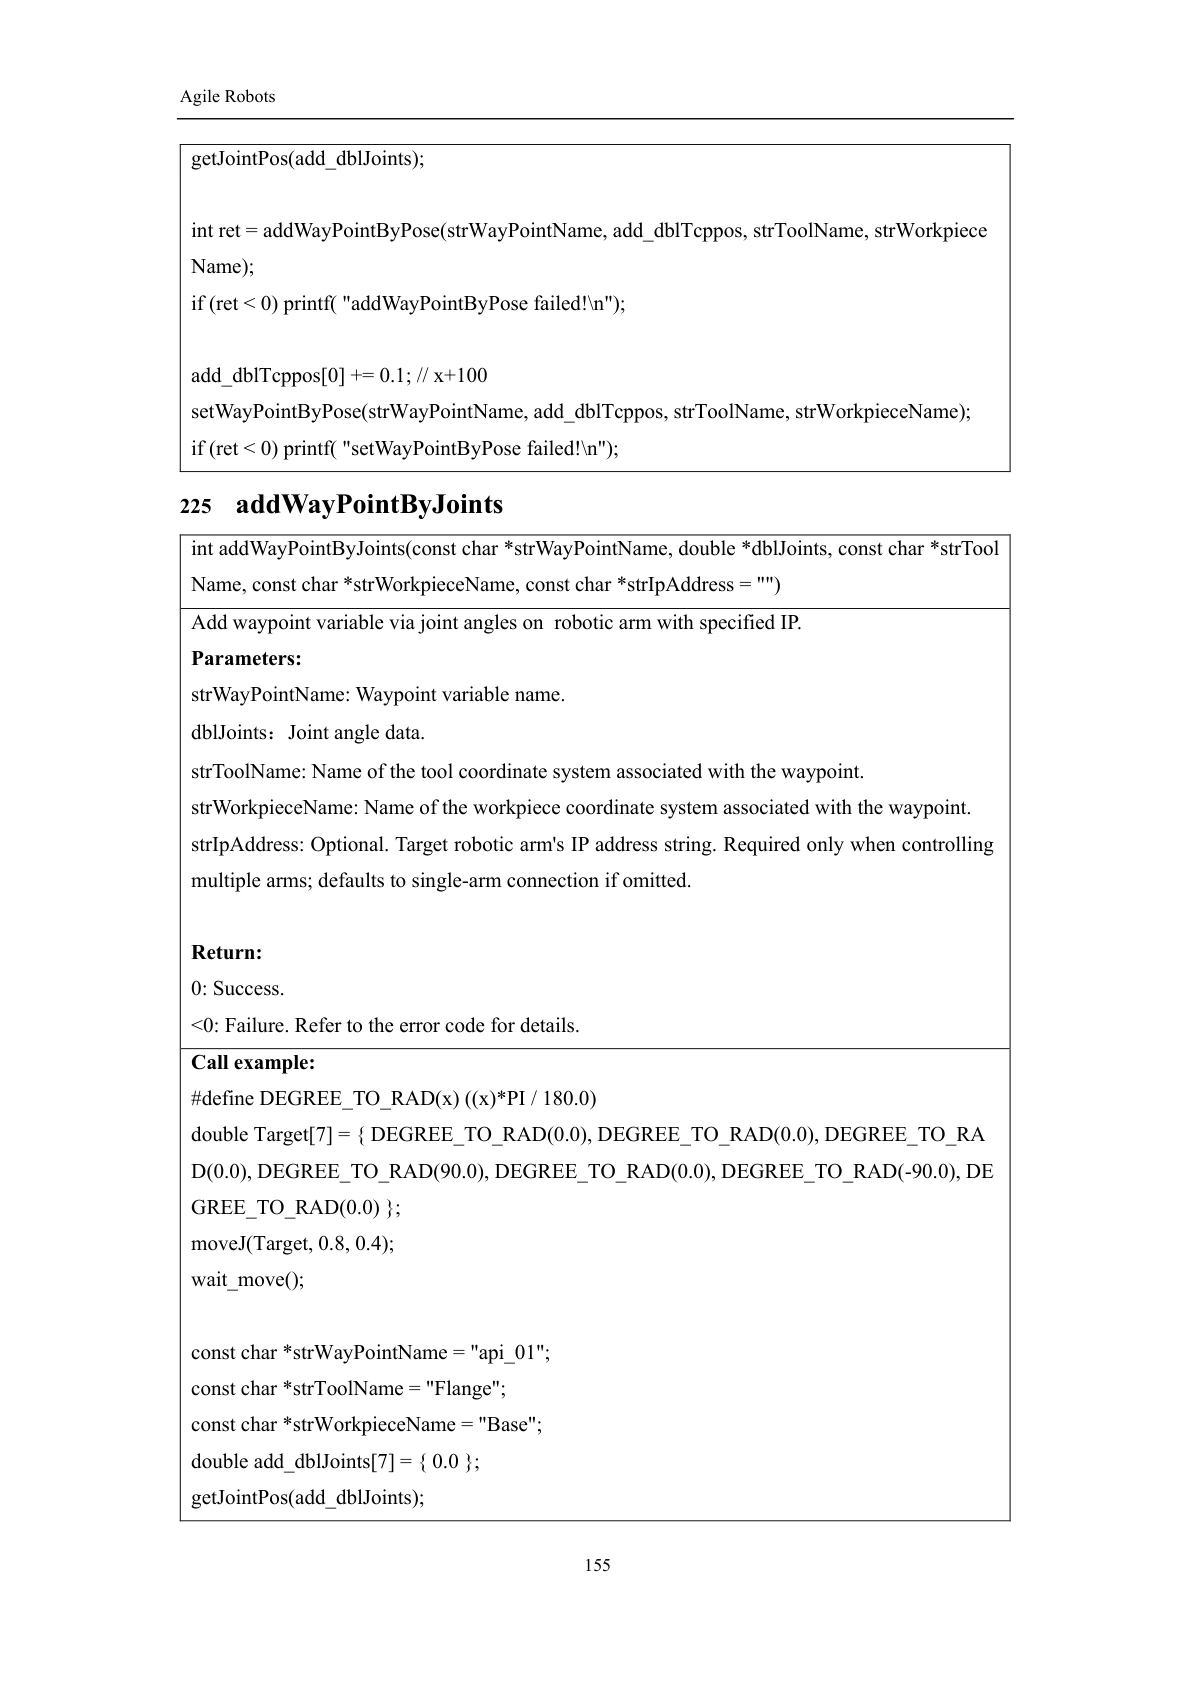 Agile Robots
getJointPos(add_dblJoints);
int ret = addWayPointByPose(strWayPointName, add_dblTcppos, strToolName, strWorkpiece
Name);
if (ret < 0) printf( "addWayPointByPose failed!\n");
add_dblTcppos[0] += 0.1; // x+100
setWayPointByPose(strWayPointName, add_dblTcppos, strToolName, strWorkpieceName);
if (ret < 0) printf( "setWayPointByPose failed!\n");
225 addWayPointByJoints
int addWayPointByJoints(const char *strWayPointName, double *dblJoints, const char *strTool
Name, const char *strWorkpieceName, const char *strIpAddress = "")
Add waypoint variable via joint angles on  robotic arm with specified IP.
Parameters:
strWayPointName: Waypoint variable name.
dblJoints：Joint angle data.
strToolName: Name of the tool coordinate system associated with the waypoint.
strWorkpieceName: Name of the workpiece coordinate system associated with the waypoint.
strIpAddress: Optional. Target robotic arm's IP address string. Required only when controlling
multiple arms; defaults to single-arm connection if omitted.
Return:
0: Success.
<0: Failure. Refer to the error code for details.
Call example:
#define DEGREE_TO_RAD(x) ((x)*PI / 180.0)
double Target[7] = { DEGREE_TO_RAD(0.0), DEGREE_TO_RAD(0.0), DEGREE_TO_RA
D(0.0), DEGREE_TO_RAD(90.0), DEGREE_TO_RAD(0.0), DEGREE_TO_RAD(-90.0), DE
GREE_TO_RAD(0.0) };
moveJ(Target, 0.8, 0.4);
wait_move();
const char *strWayPointName = "api_01";
const char *strToolName = "Flange";
const char *strWorkpieceName = "Base";
double add_dblJoints[7] = { 0.0 };
getJointPos(add_dblJoints);
155